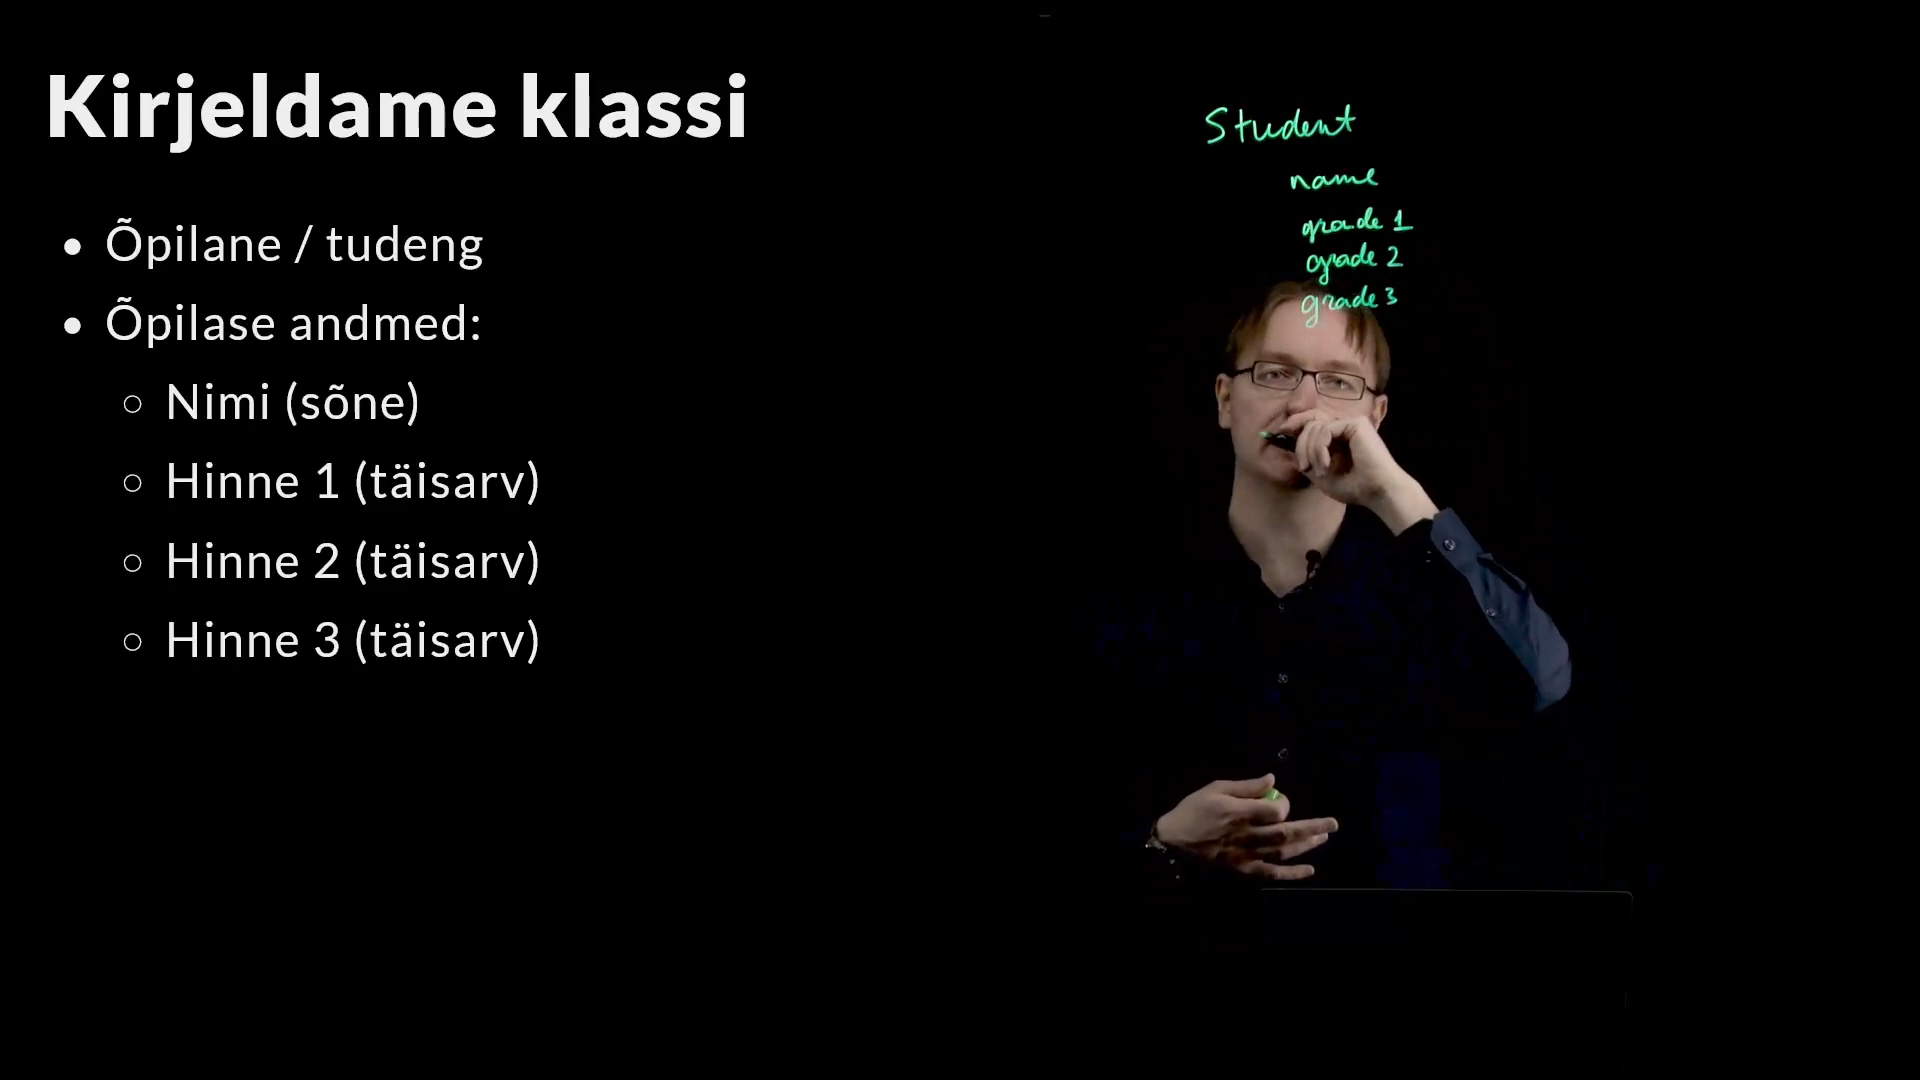 Kirjeldame klassi
Õpilane / tudeng
Õpilase andmed:
Nimi (sõne)
Hinne 1 (täisarv)
Hinne 2 (täisarv)
Hinne 3 (täisarv)
Student
name
grade 1
grade 2
grade 3